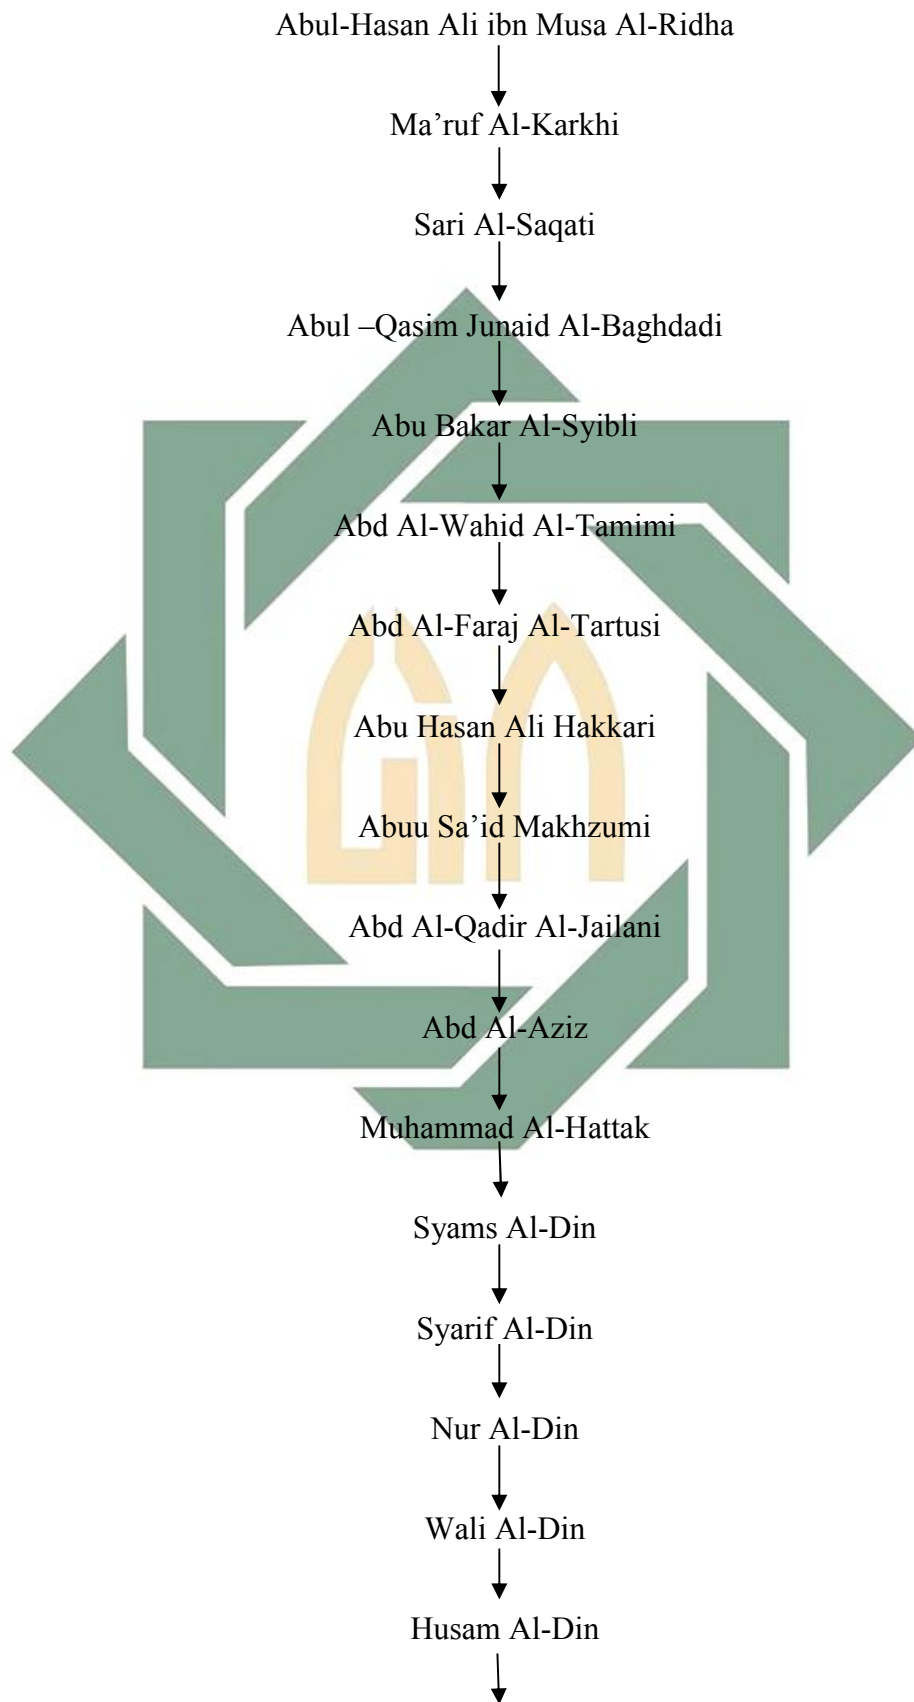 Abul-Hasan Ali ibn Musa Al-Ridha
Ma’ruf Al-Karkhi
Sari Al-Saqati
Abul –Qasim Junaid Al-Baghdadi
Abu Bakar Al-Syibli
Abd Al-Wahid Al-Tamimi
Abd Al-Faraj Al-Tartusi
Abu Hasan Ali Hakkari
Abuu Sa’id Makhzumi
Abd Al-Qadir Al-Jailani
Abd Al-Aziz
Muhammad Al-Hattak
Syams Al-Din
Syarif Al-Din
Nur Al-Din
Wali Al-Din
Husam Al-Din